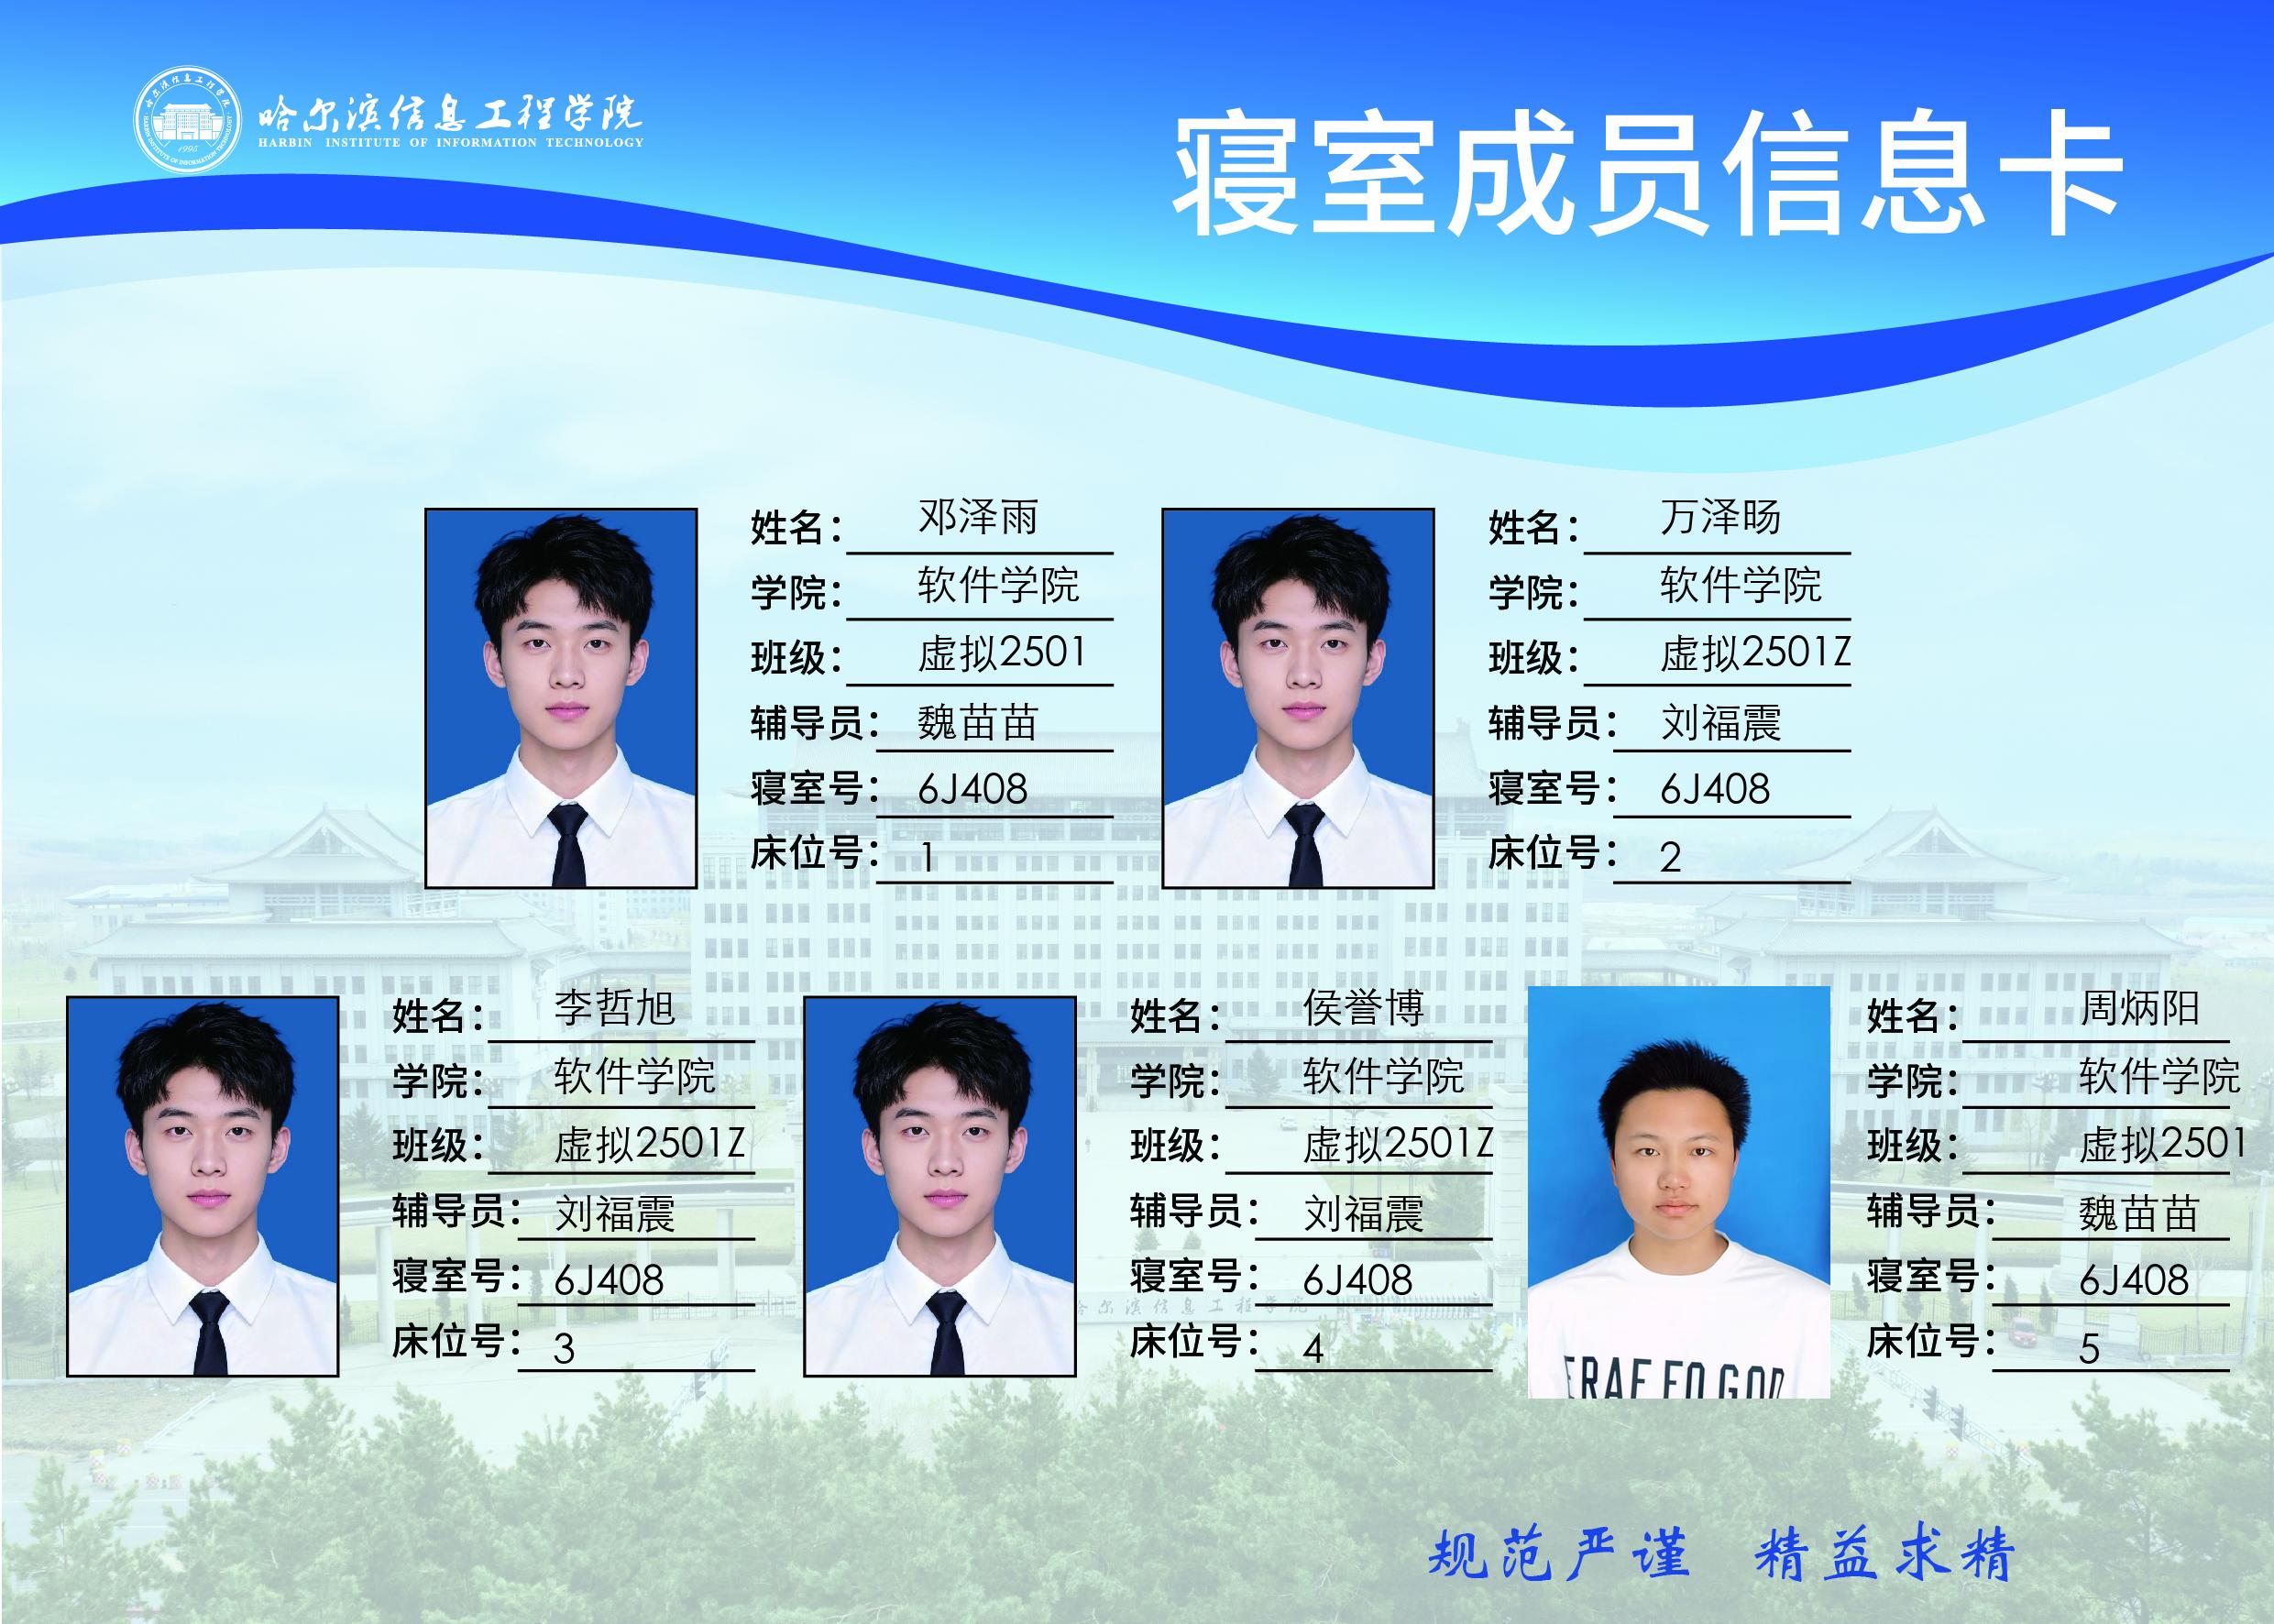 哈尔滨信息工程学院
HARBIN INSTITUTE OF INFORMATION TECHNOLOGY
1995
寝室成员信息卡
姓名： 邓泽雨
学院： 软件学院
班级： 虚拟2501
辅导员： 魏苗苗
寝室号： 6J408
床位号： 1
姓名： 万泽旸
学院： 软件学院
班级： 虚拟2501Z
辅导员： 刘福震
寝室号： 6J408
床位号： 2
姓名： 李哲旭
学院： 软件学院
班级： 虚拟2501Z
辅导员： 刘福震
寝室号： 6J408
床位号： 3
姓名： 侯誉博
学院： 软件学院
班级： 虚拟2501Z
辅导员： 刘福震
寝室号： 6J408
床位号： 4
姓名： 周炳阳
学院： 软件学院
班级： 虚拟2501
辅导员： 魏苗苗
寝室号： 6J408
床位号： 5
哈尔滨信息工程学院
规范严谨 精益求精